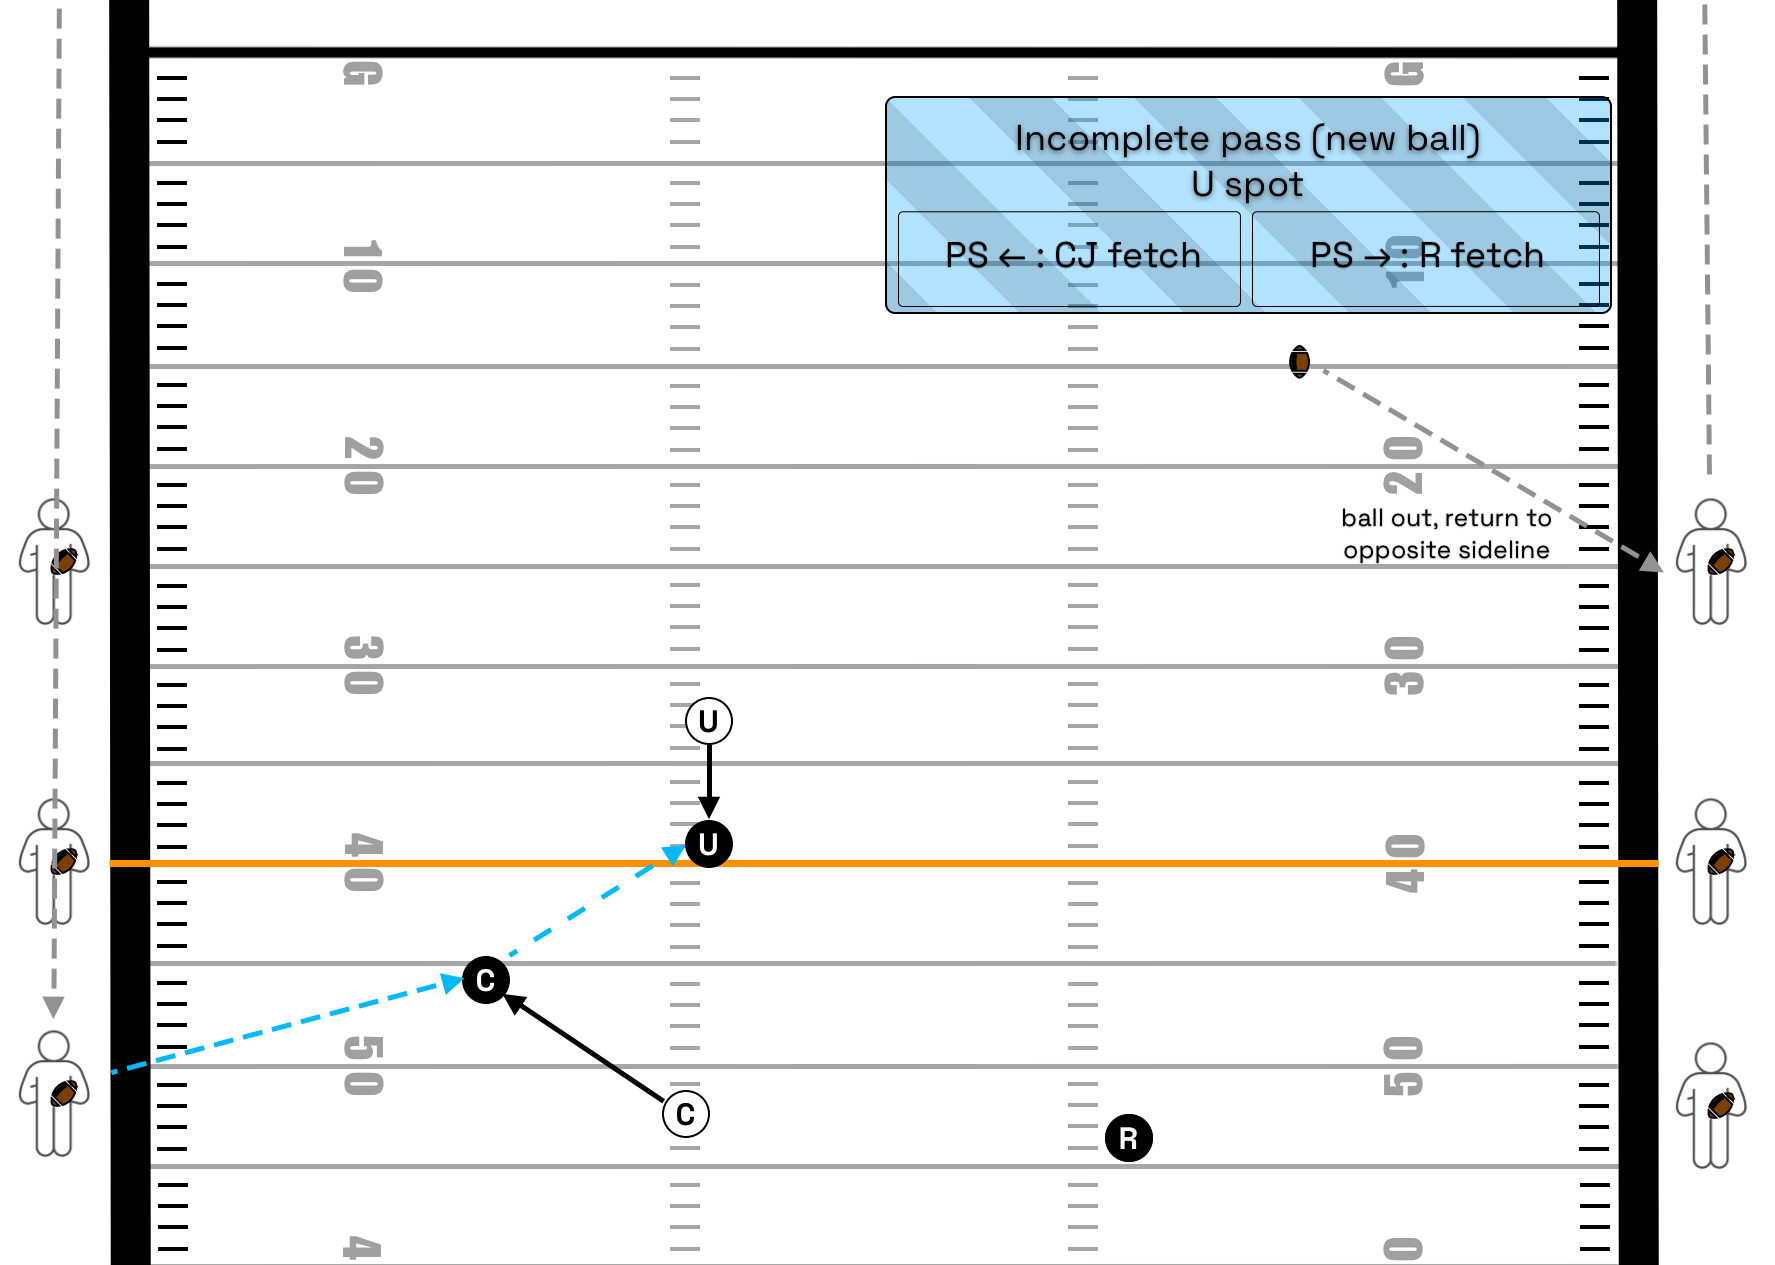 G
G
Incomplete pass (new ball)
U spot
PS ←: CJ fetch
PS →: R fetch
10
10
20
20
ball out, return to
opposite sideline
30
30
U
U
40
40
C
50
50
C
R
4
0